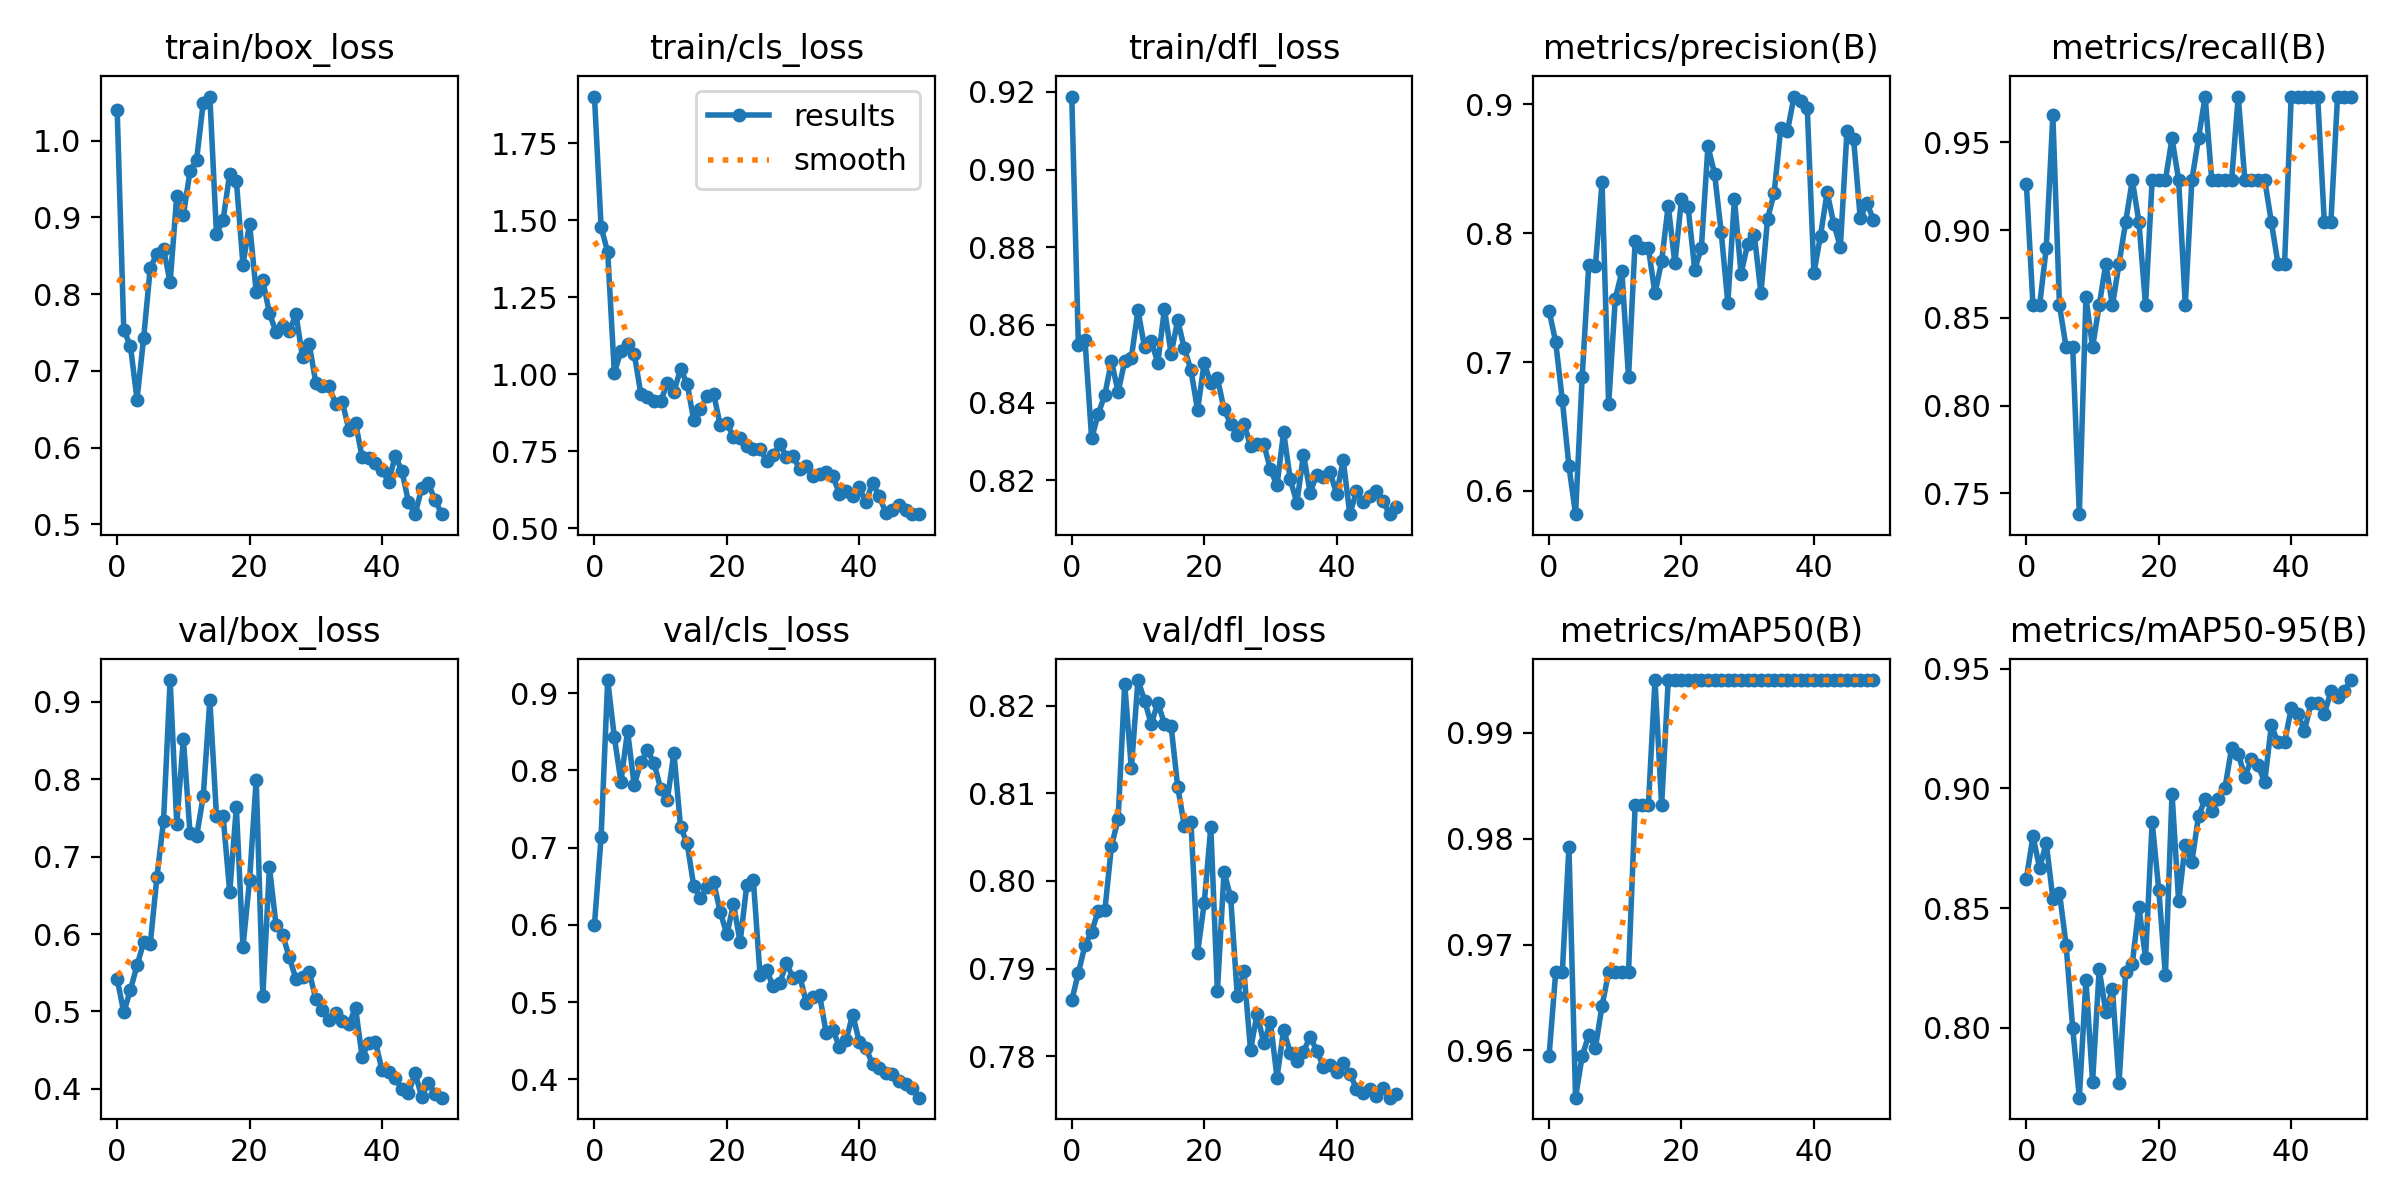 train/box_loss
1.0
0.9
0.8
0.7
0.6
0.5
0 20 40
train/cls_loss
results
smooth
1.75
1.50
1.25
1.00
0.75
0.50
0 20 40
train/dfl_loss
0.92
0.90
0.88
0.86
0.84
0.82
0 20 40
metrics/precision(B)
0.9
0.8
0.7
0.6
0 20 40
metrics/recall(B)
0.95
0.90
0.85
0.80
0.75
0 20 40
val/box_loss
0.9
0.8
0.7
0.6
0.5
0.4
0 20 40
val/cls_loss
0.9
0.8
0.7
0.6
0.5
0.4
0 20 40
val/dfl_loss
0.82
0.81
0.80
0.79
0.78
0 20 40
metrics/mAP50(B)
0.99
0.98
0.97
0.96
0 20 40
metrics/mAP50-95(B)
0.95
0.90
0.85
0.80
0 20 40